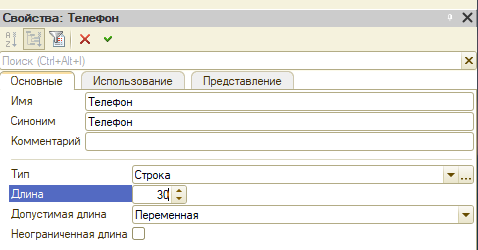 Свойства: Телефон
Поиск (Ctrl+Alt+I)
Основные Использование Представление
Имя Телефон
Синоним Телефон
Комментарий
Тип Строка
Длина 30
Допустимая длина Переменная
Неограниченная длина